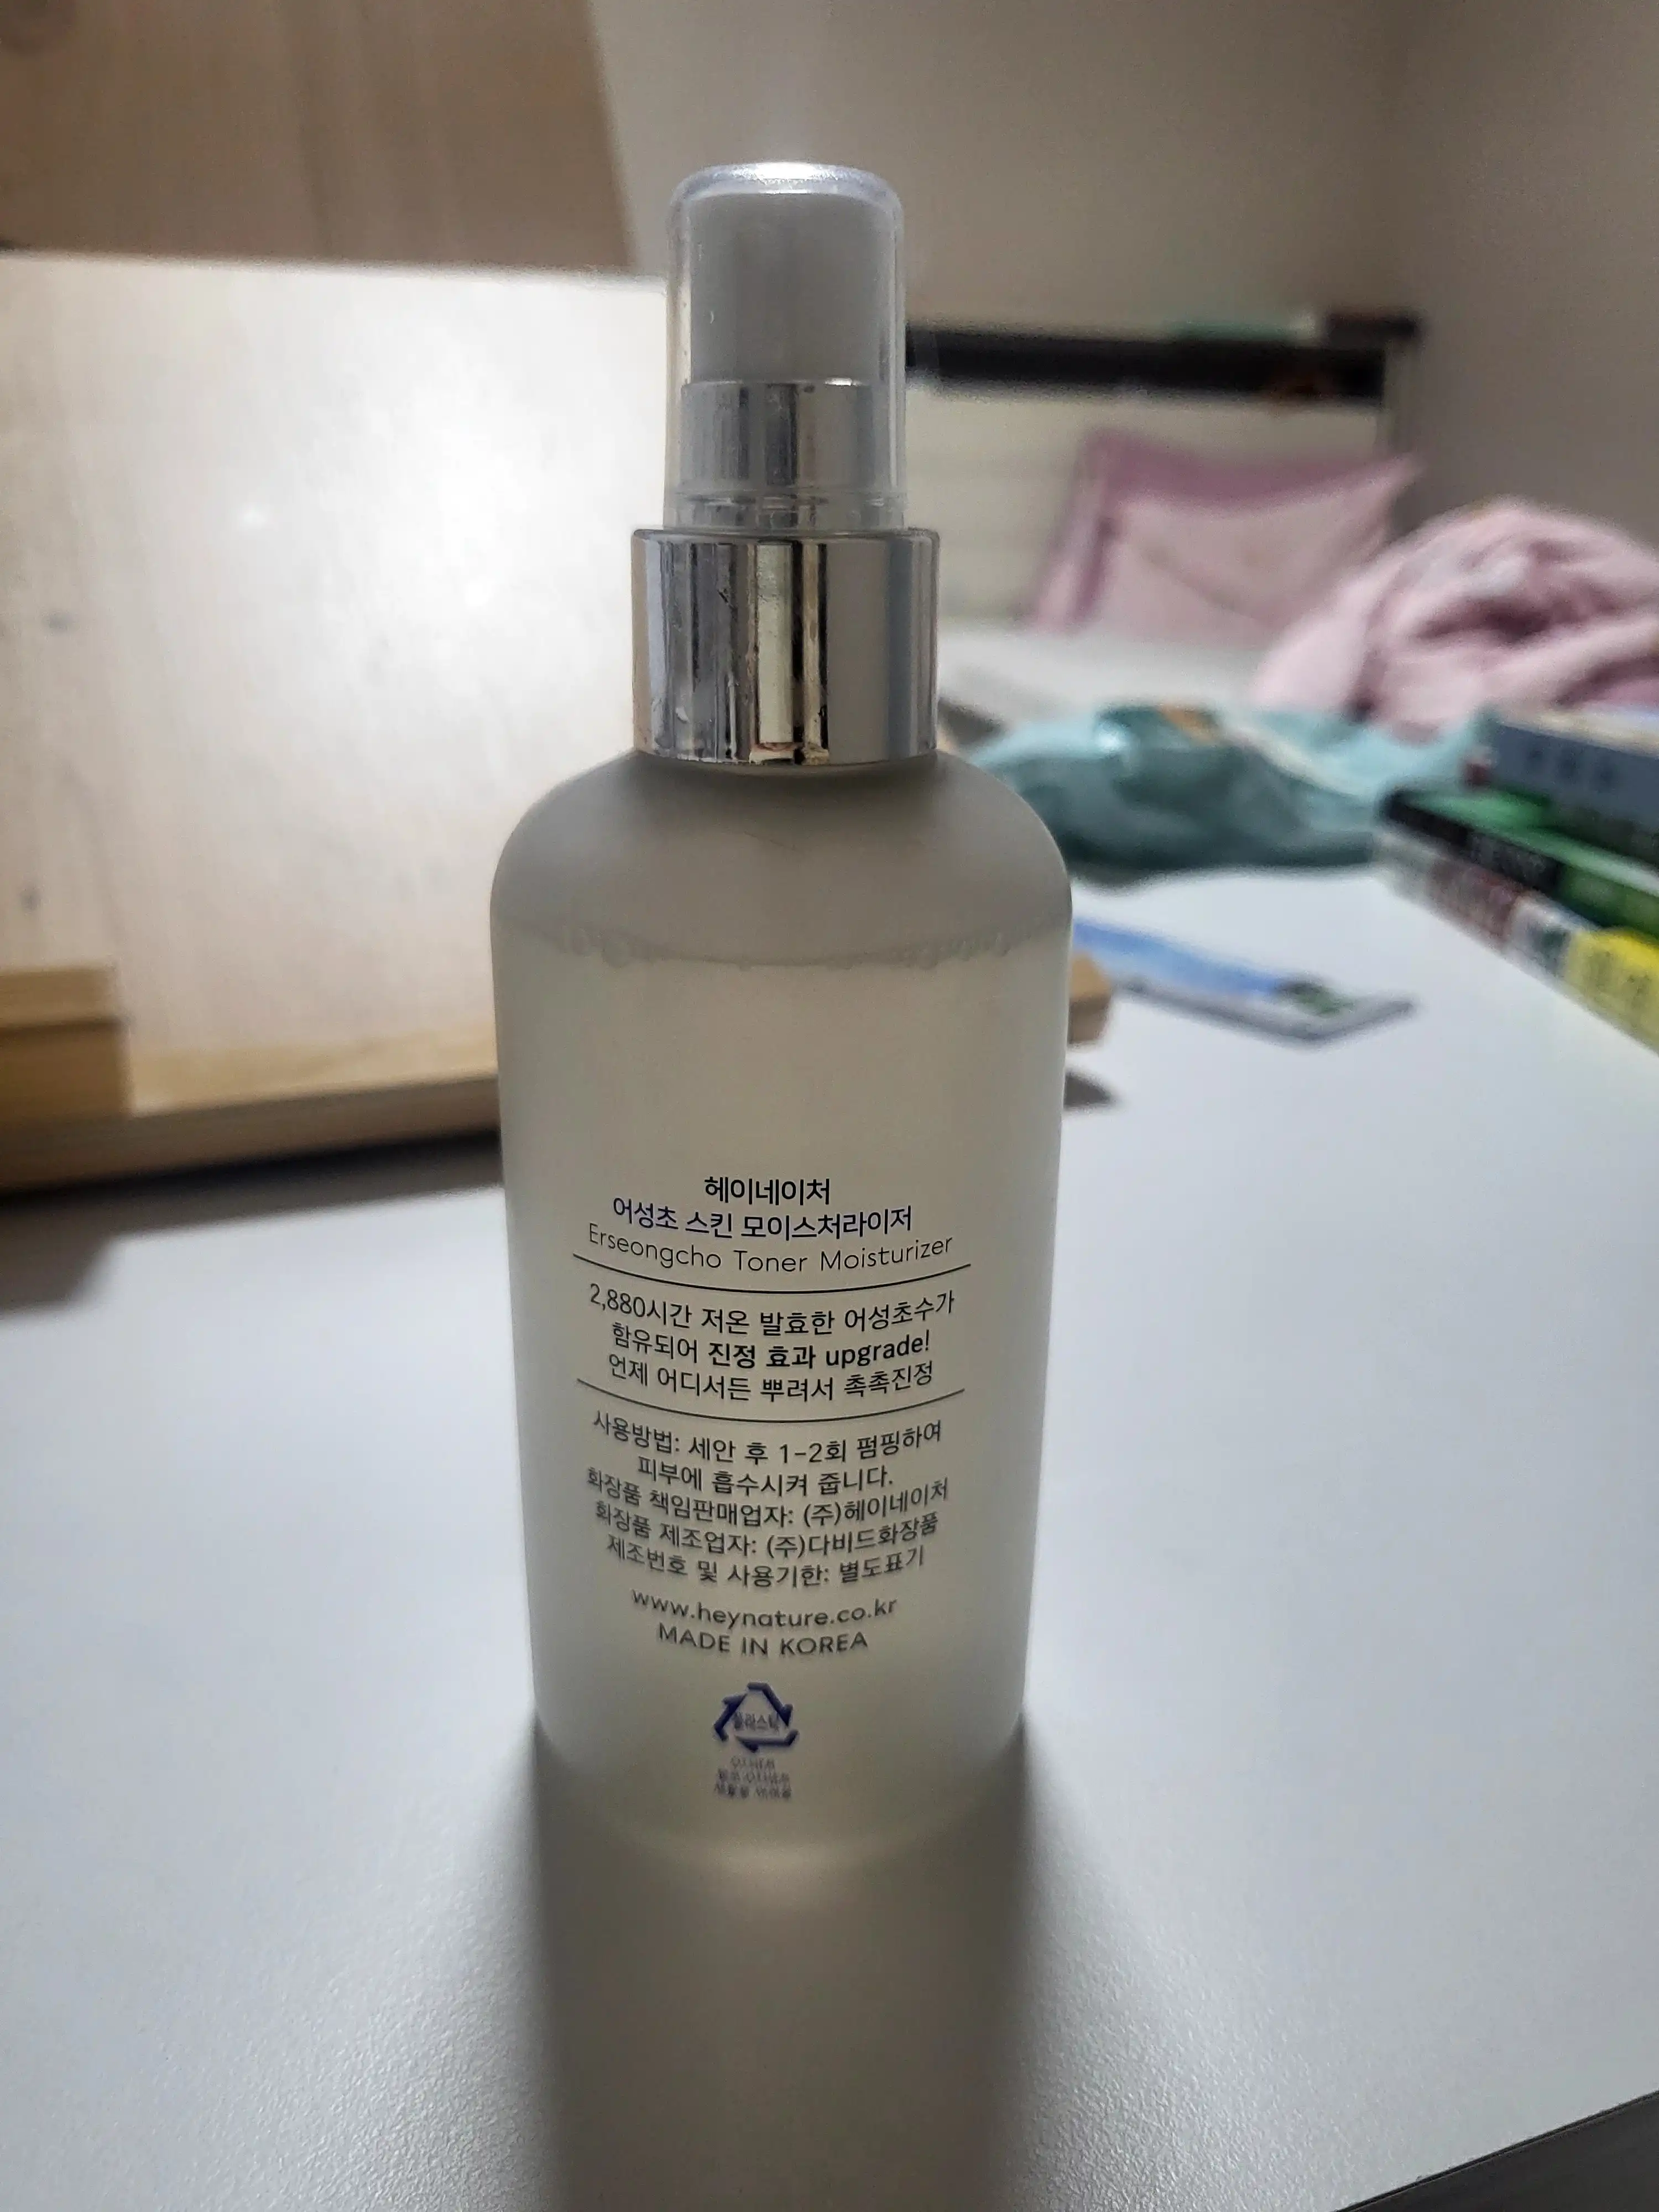 헤이네이처
어성초 스킨 모이스처라이저
Erseongcho Toner Moisturizer
2,880시간 저온 발효한 어성초수가
함유되어 진정 효과 upgrade!
언제 어디서든 뿌려서 촉촉진정
사용방법: 세안 후 1-2회 펌핑하여
피부에 흡수시켜 줍니다.
화장품 책임판매업자: (주)헤이네이처
화장품 제조업자: (주)다비드화장품
제조번호 및 사용기한: 별도표기
www.heynature.co.kr
MADE IN KOREA
플라스틱